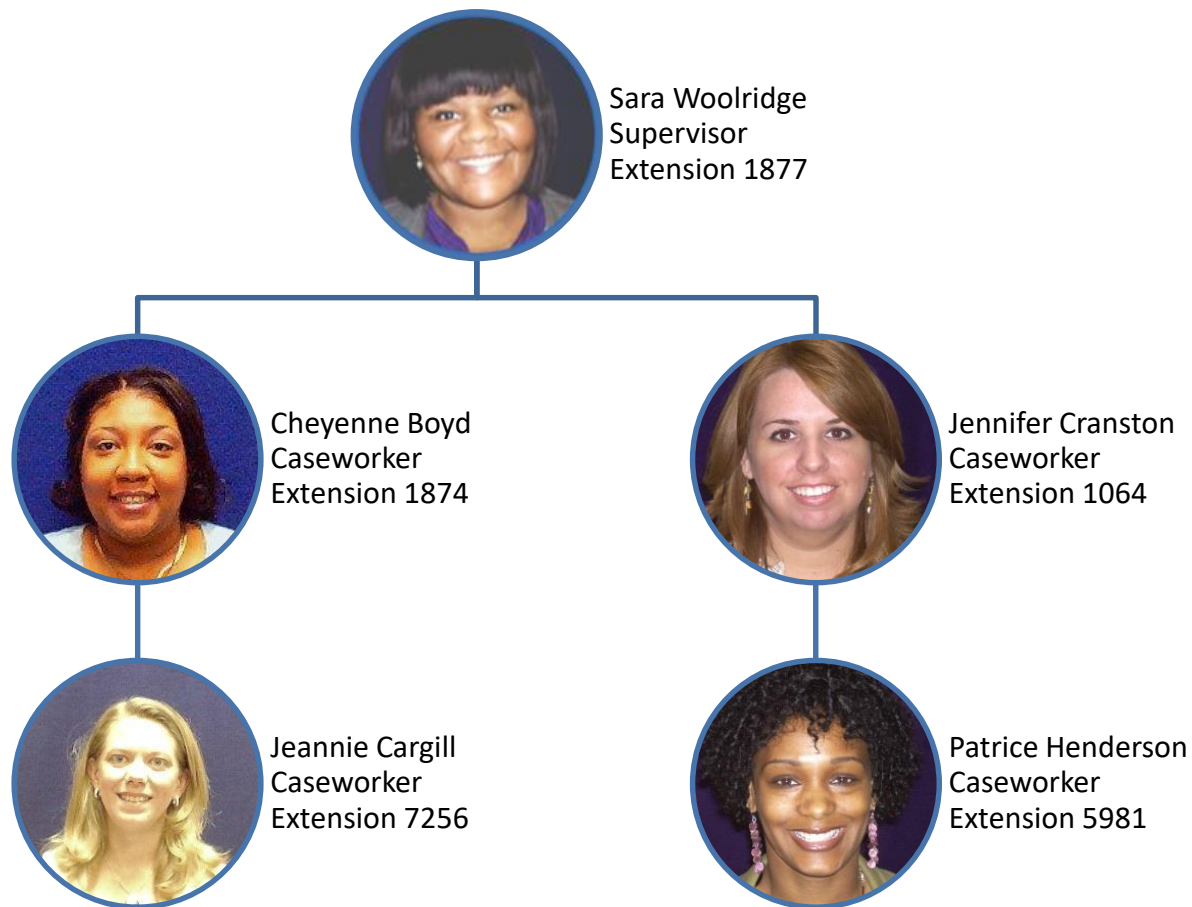 Sara Woolridge
Supervisor
Extension 1877
Cheyenne Boyd
Caseworker
Extension 1874
Jennifer Cranston
Caseworker
Extension 1064
Jeannie Cargill
Caseworker
Extension 7256
Patrice Henderson
Caseworker
Extension 5981